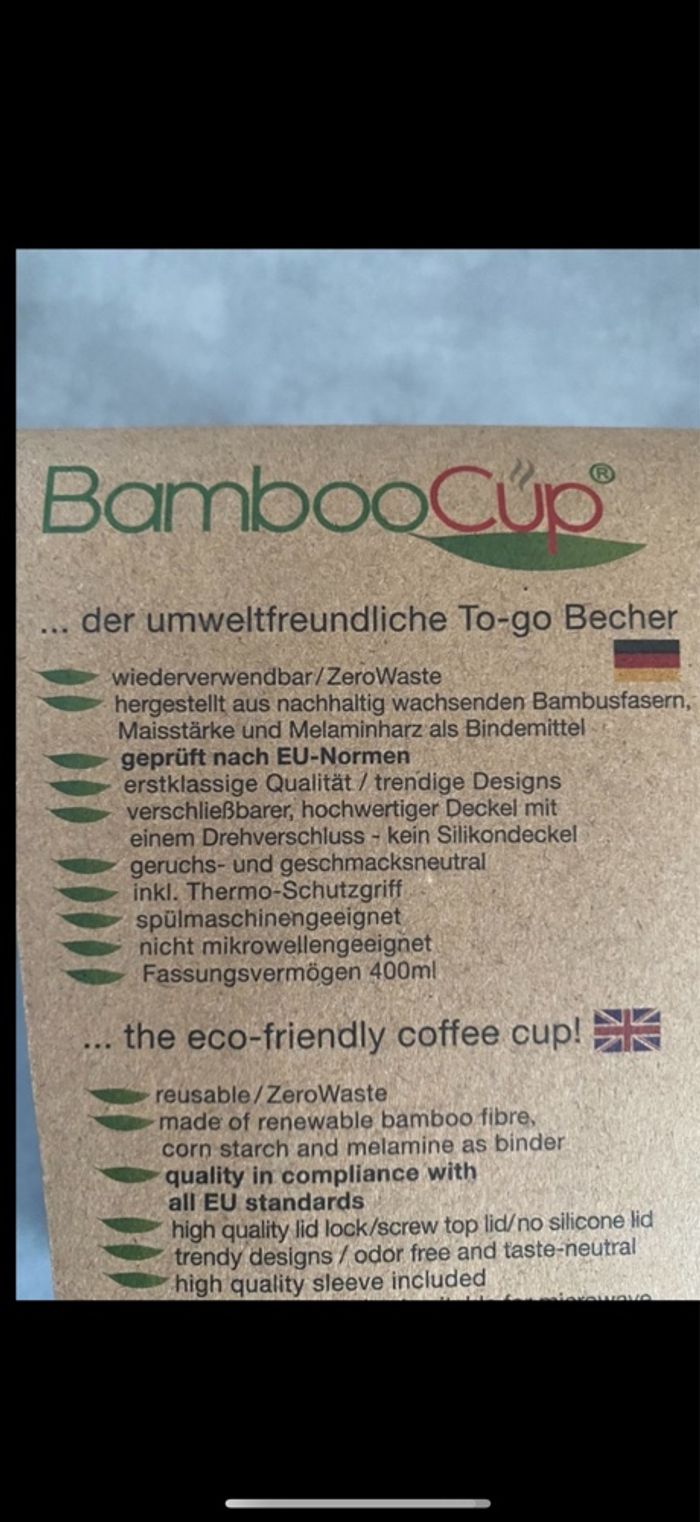 BambooCup®
... der umweltfreundliche To-go Becher
wiederverwendbar/ZeroWaste
hergestellt aus nachhaltig wachsenden Bambusfasern,
Maisstärke und Melaminharz als Bindemittel
geprüft nach EU-Normen
erstklassige Qualität / trendige Designs
verschließbarer, hochwertiger Deckel mit
einem Drehverschluss - kein Silikondeckel
geruchs- und geschmacksneutral
inkl. Thermo-Schutzgriff
spülmaschinengeeignet
nicht mikrowellengeeignet
Fassungsvermögen 400ml
... the eco-friendly coffee cup!
reusable/ZeroWaste
made of renewable bamboo fibre,
corn starch and melamine as binder
quality in compliance with
all EU standards
high quality lid lock/screw top lid/no silicone lid
trendy designs / odor free and taste-neutral
high quality sleeve included